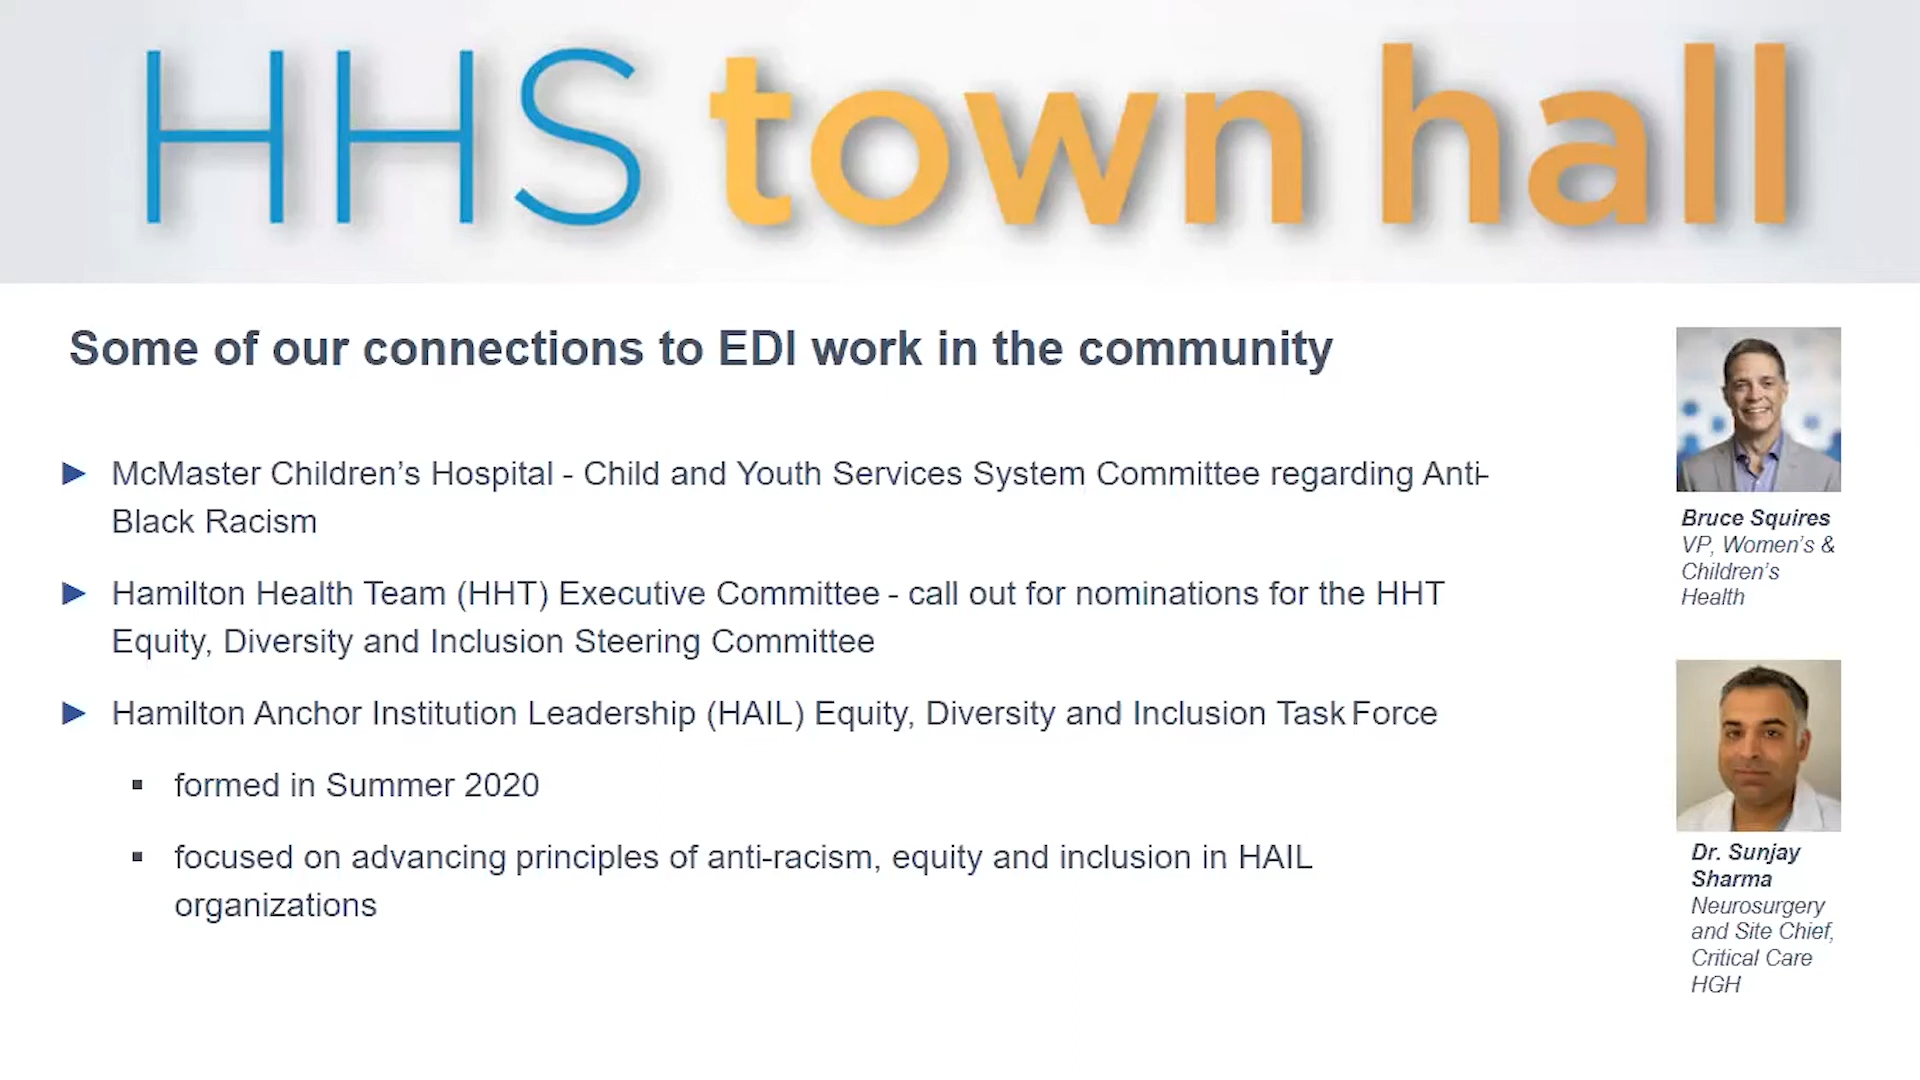 HHS town hall
Some of our connections to EDI work in the community
► McMaster Children’s Hospital - Child and Youth Services System Committee regarding Anti-
Black Racism
► Hamilton Health Team (HHT) Executive Committee - call out for nominations for the HHT
Equity, Diversity and Inclusion Steering Committee
► Hamilton Anchor Institution Leadership (HAIL) Equity, Diversity and Inclusion Task Force
▪ formed in Summer 2020
▪ focused on advancing principles of anti-racism, equity and inclusion in HAIL
organizations
Bruce Squires
VP, Women’s &
Children’s
Health
Dr. Sunjay
Sharma
Neurosurgery
and Site Chief,
Critical Care
HGH